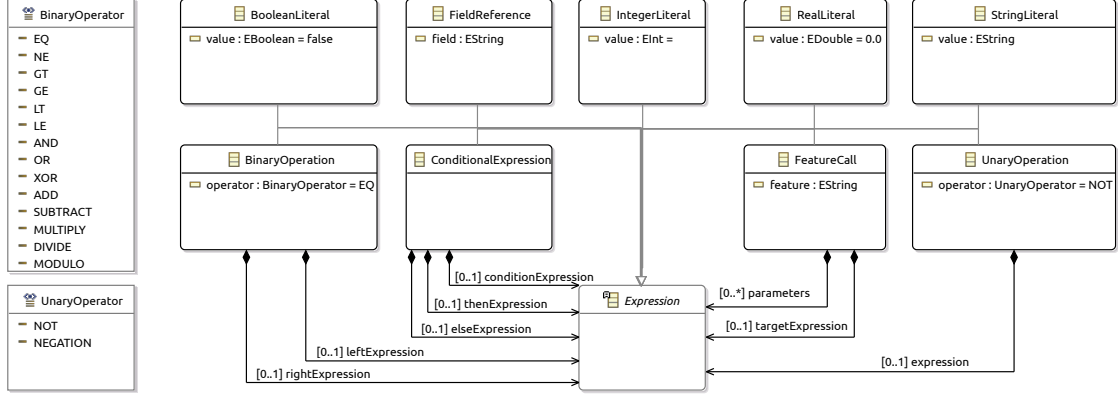 BinaryOperator
EQ
NE
GT
GE
LT
LE
AND
OR
XOR
ADD
SUBTRACT
MULTIPLY
DIVIDE
MODULO
UnaryOperator
NOT
NEGATION
BooleanLiteral
value : EBoolean = false
FieldReference
field : EString
IntegerLiteral
value : EInt =
RealLiteral
value : EDouble = 0.0
StringLiteral
value : EString
BinaryOperation
operator : BinaryOperator = EQ
ConditionalExpression
FeatureCall
feature : EString
UnaryOperation
operator : UnaryOperator = NOT
[0..1] conditionExpression
[0..1] thenExpression
[0..1] elseExpression
[0..1] leftExpression
[0..1] rightExpression
Expression
[0..*] parameters
[0..1] targetExpression
[0..1] expression